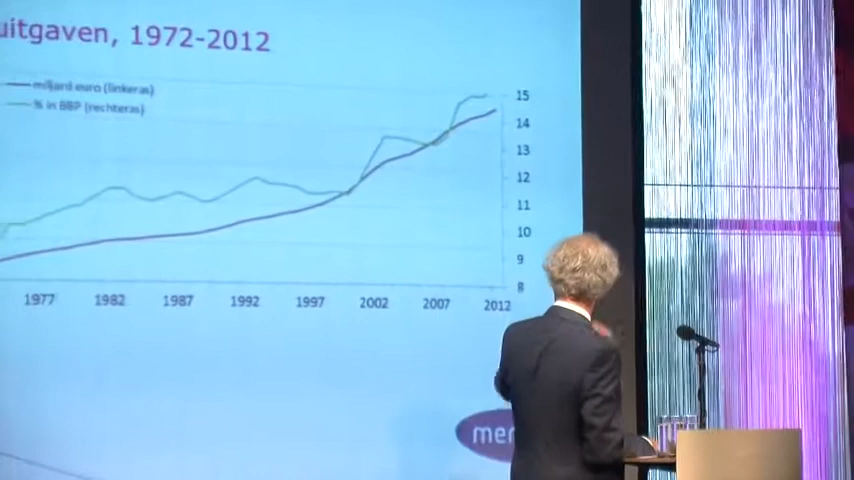 uitgaven, 1972-2012
miljard euro (linkeras)
% in BBP (rechteras)
15
14
13
12
11
10
9
8
1977 1982 1987 1992 1997 2002 2007 2012
men